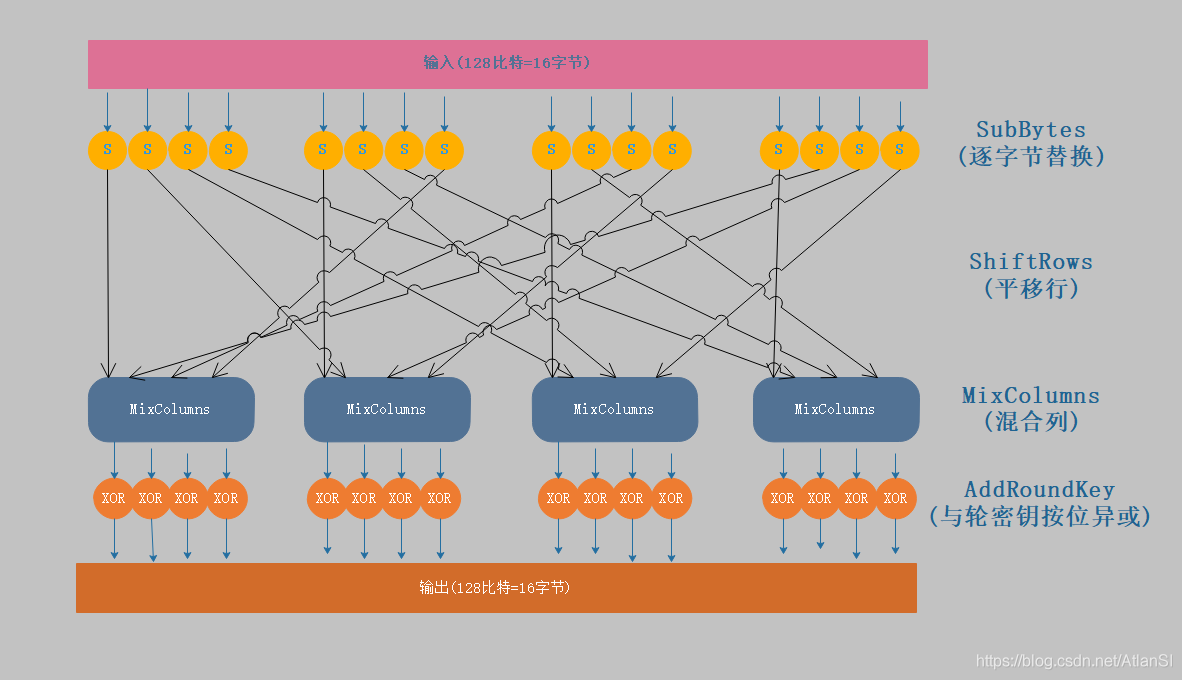 输入(128比特=16字节)
S S S S S S S S S S S S S S S S
SubBytes
(逐字节替换)
ShiftRows
(平移行)
MixColumns MixColumns MixColumns MixColumns
MixColumns
(混合列)
XOR XOR XOR XOR XOR XOR XOR XOR XOR XOR XOR XOR XOR XOR XOR XOR
AddRoundKey
(与轮密钥按位异或)
输出(128比特=16字节)
https://blog.csdn.net/AtlanSI